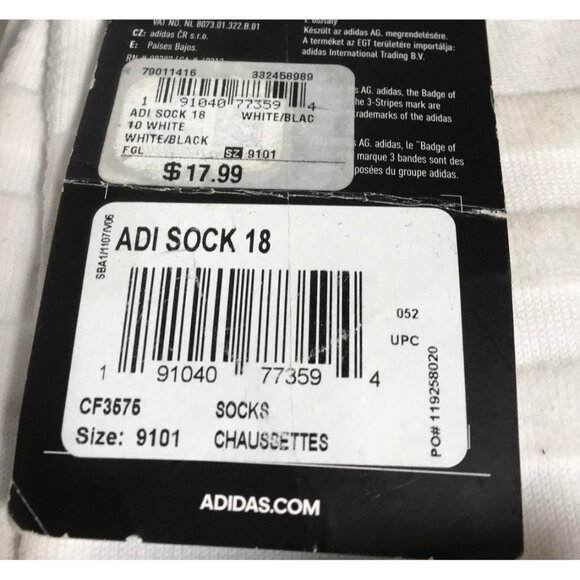 VAT NO. NL 8073.01.322.B.01
CZ: adidas ČR s.r.o.
E: Países Bajos.
I. osztály
Készült az adidas AG. megrendelésére.
A terméket az EGT területére importálja:
adidas International Trading B.V.
AG. adidas, the Badge of
the 3-Stripes mark are
trademarks of the adidas
AG. adidas, le "Badge of
marque 3 bandes sont des
posées du groupe adidas.
79011416 332458989
1 91040 77359 4
ADI SOCK 18 WHITE/BLAC
10 WHITE
WHITE/BLACK
FGL SZ 9101
$17.99
SBA1/1107/V06
ADI SOCK 18
052
UPC
1 91040 77359 4
CF3575 SOCKS
Size: 9101 CHAUSSETTES
PO# 119258020
ADIDAS.COM